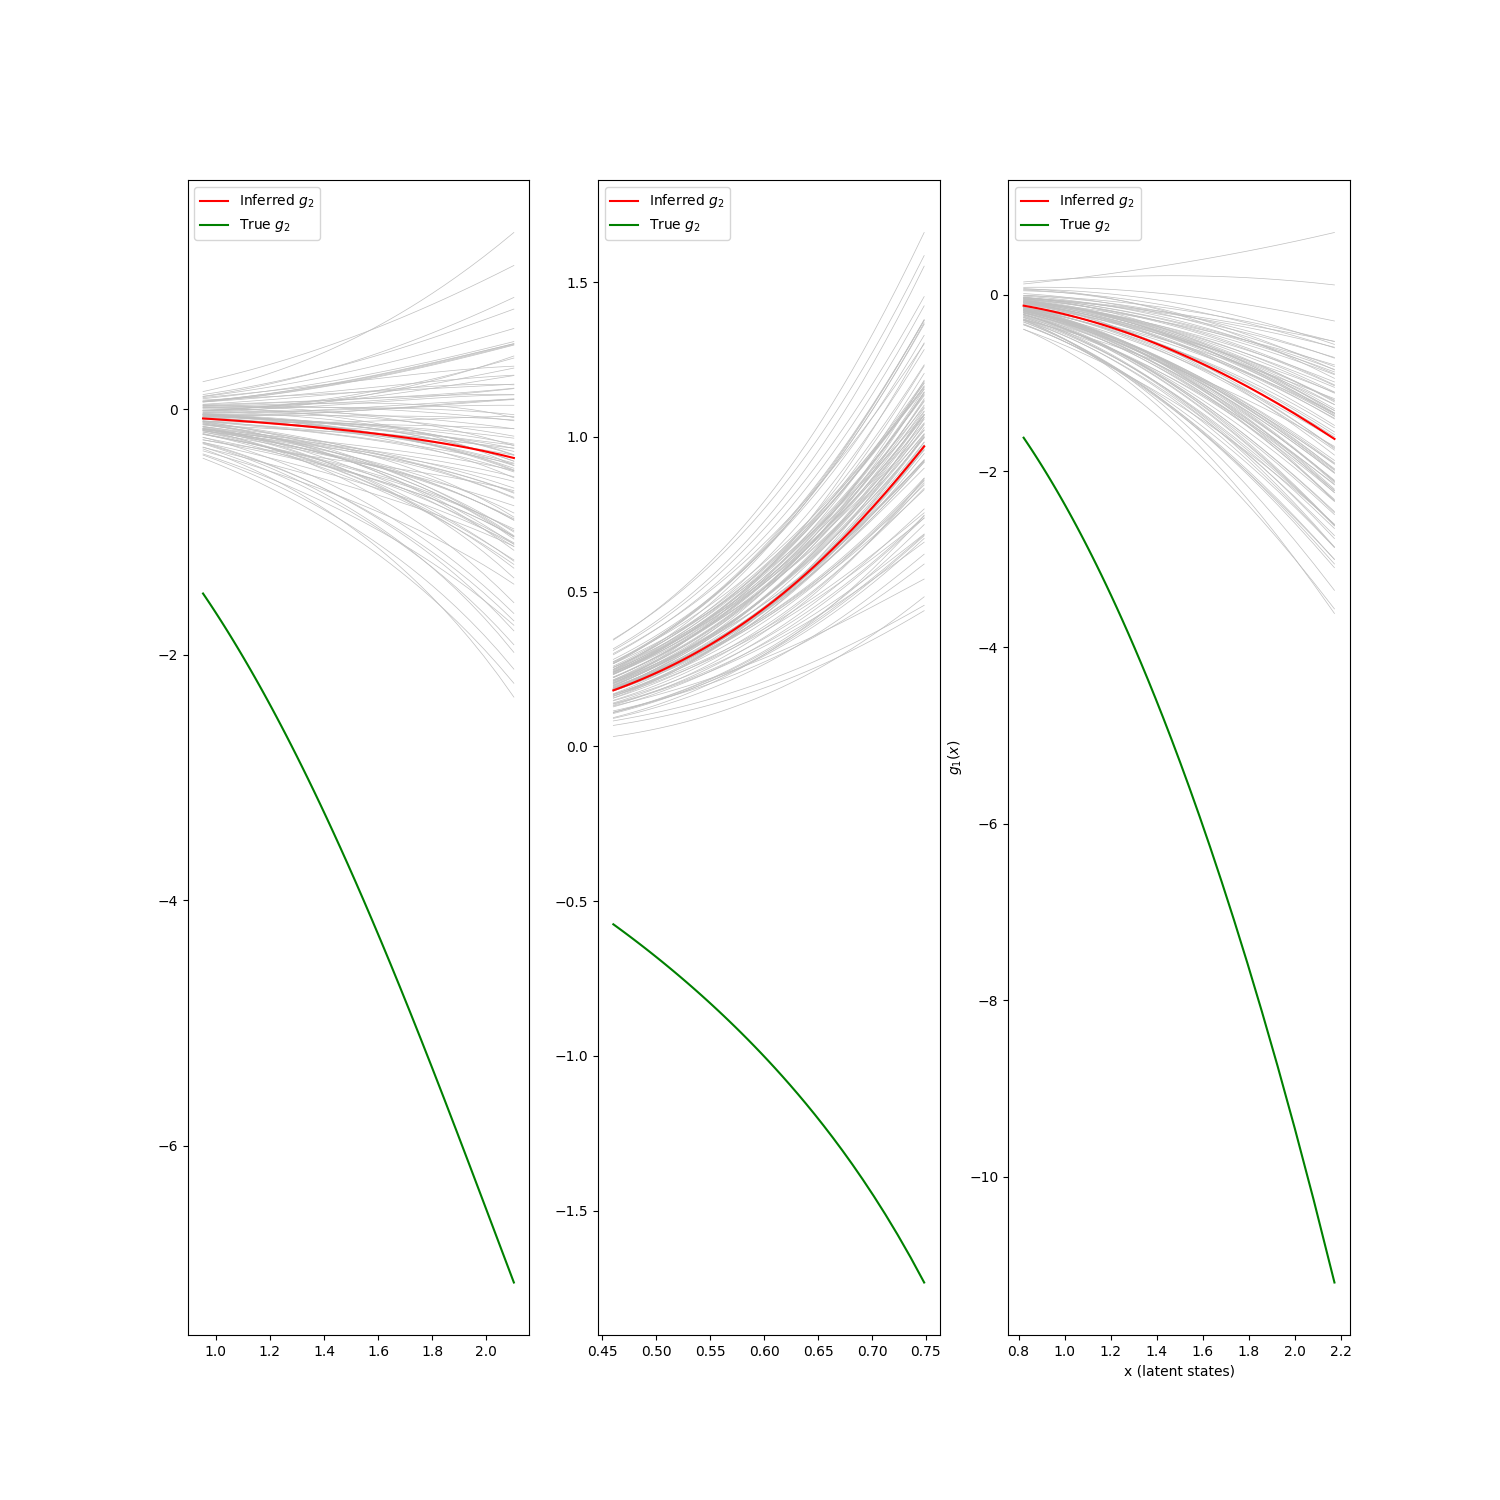 Inferred g₂
True g₂
0
−2
−4
−6
1.0 1.2 1.4 1.6 1.8 2.0
Inferred g₂
True g₂
1.5
1.0
0.5
0.0
−0.5
−1.0
−1.5
0.45 0.50 0.55 0.60 0.65 0.70 0.75
g₁(x)
Inferred g₂
True g₂
0
−2
−4
−6
−8
−10
0.8 1.0 1.2 1.4 1.6 1.8 2.0 2.2
x (latent states)